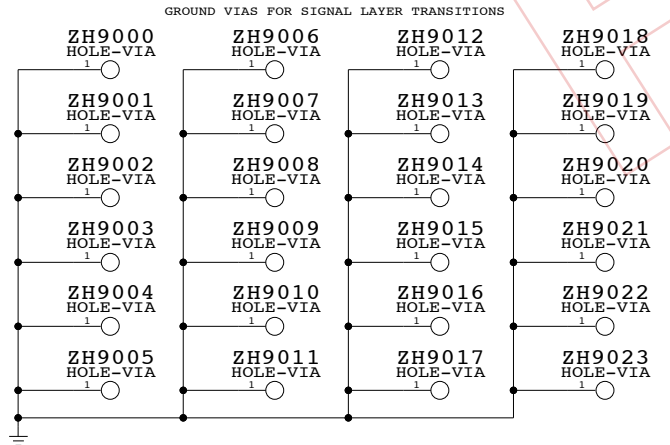 GROUND VIAS FOR SIGNAL LAYER TRANSITIONS
ZH9000
HOLE-VIA
1
ZH9006
HOLE-VIA
1
ZH9012
HOLE-VIA
1
ZH9018
HOLE-VIA
1
ZH9001
HOLE-VIA
1
ZH9007
HOLE-VIA
1
ZH9013
HOLE-VIA
1
ZH9019
HOLE-VIA
1
ZH9002
HOLE-VIA
1
ZH9008
HOLE-VIA
1
ZH9014
HOLE-VIA
1
ZH9020
HOLE-VIA
1
ZH9003
HOLE-VIA
1
ZH9009
HOLE-VIA
1
ZH9015
HOLE-VIA
1
ZH9021
HOLE-VIA
1
ZH9004
HOLE-VIA
1
ZH9010
HOLE-VIA
1
ZH9016
HOLE-VIA
1
ZH9022
HOLE-VIA
1
ZH9005
HOLE-VIA
1
ZH9011
HOLE-VIA
1
ZH9017
HOLE-VIA
1
ZH9023
HOLE-VIA
1